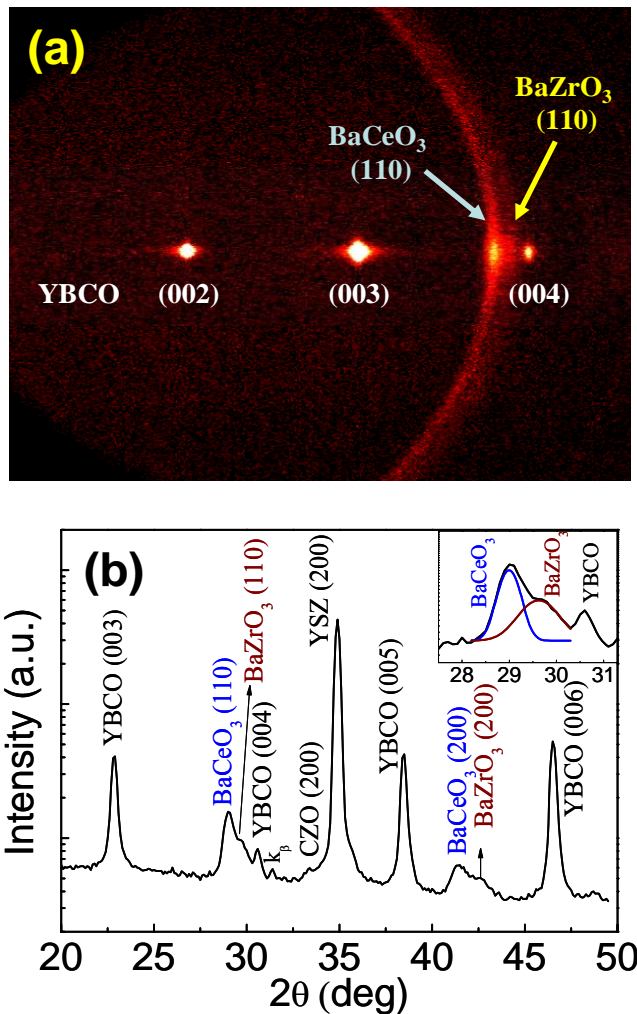 (a)
BaZrO3
(110)
BaCeO3
(110)
YBCO (002) (003) (004)
(b)
Intensity (a.u.)
YBCO (003)
BaCeO3 (110)
BaZrO3 (110)
YBCO (004)
kβ
CZO (200)
YSZ (200)
YBCO (005)
BaCeO3 (200)
BaZrO3 (200)
YBCO (006)
BaCeO3
BaZrO3
YBCO
28 29 30 31
20 25 30 35 40 45 50
2θ (deg)